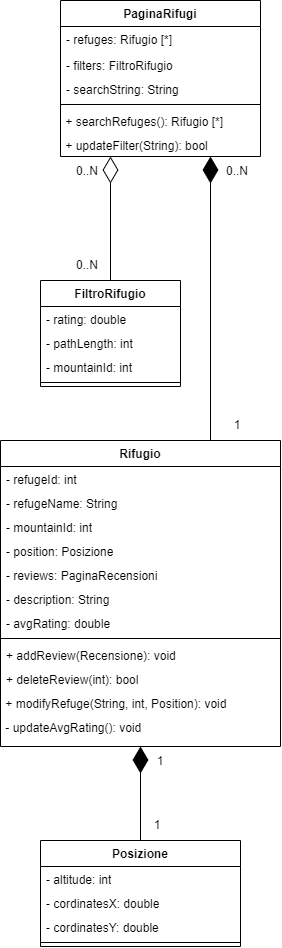 PaginaRifugi
- refuges: Rifugio [*]
- filters: FiltroRifugio
- searchString: String
+ searchRefuges(): Rifugio [*]
+ updateFilter(String): bool
0..N
0..N
0..N
FiltroRifugio
- rating: double
- pathLength: int
- mountainId: int
1
Rifugio
- refugeId: int
- refugeName: String
- mountainId: int
- position: Posizione
- reviews: PaginaRecensioni
- description: String
- avgRating: double
+ addReview(Recensione): void
+ deleteReview(int): bool
+ modifyRefuge(String, int, Position): void
- updateAvgRating(): void
1
1
Posizione
- altitude: int
- cordinatesX: double
- cordinatesY: double